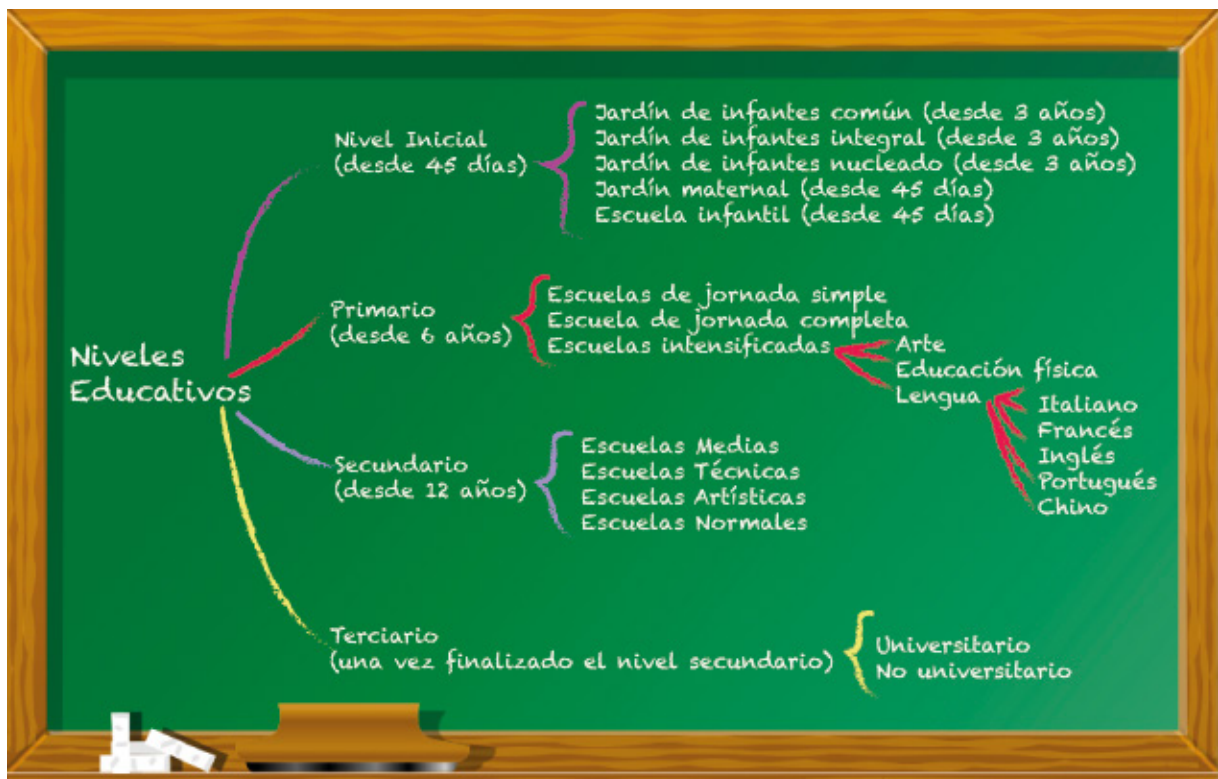 Niveles
Educativos
Nivel Inicial
(desde 45 días)
Jardín de infantes común (desde 3 años)
Jardín de infantes integral (desde 3 años)
Jardín de infantes nucleado (desde 3 años)
Jardín maternal (desde 45 días)
Escuela infantil (desde 45 días)
Primario
(desde 6 años)
Escuelas de jornada simple
Escuela de jornada completa
Escuelas intensificadas
Arte
Educación física
Lengua
Italiano
Francés
Inglés
Portugués
Chino
Secundario
(desde 12 años)
Escuelas Medias
Escuelas Técnicas
Escuelas Artísticas
Escuelas Normales
Terciario
(una vez finalizado el nivel secundario)
Universitario
No universitario